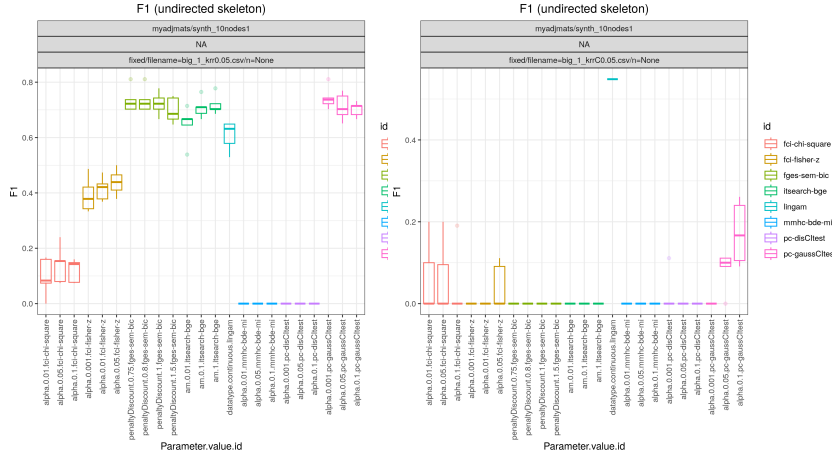 F1 (undirected skeleton)
myadjmats/synth_10nodes1
NA
fixed/filename=big_1_krr0.05.csv/n=None
0.8
0.6
0.4
0.2
0.0
F1
alpha.0.01.fci-chi-square
alpha.0.05.fci-chi-square
alpha.0.1.fci-chi-square
alpha.0.001.fci-fisher-z
alpha.0.01.fci-fisher-z
alpha.0.05.fci-fisher-z
penaltyDiscount.0.75.fges-sem-bic
penaltyDiscount.0.8.fges-sem-bic
penaltyDiscount.1.fges-sem-bic
penaltyDiscount.1.5.fges-sem-bic
am.0.01.itsearch-bge
am.0.1.itsearch-bge
am.1.itsearch-bge
datatype.continuous.lingam
alpha.0.01.mmhc-bde-mi
alpha.0.05.mmhc-bde-mi
alpha.0.1.mmhc-bde-mi
alpha.0.001.pc-disCItest
alpha.0.05.pc-disCItest
alpha.0.1.pc-disCItest
alpha.0.001.pc-gaussCItest
alpha.0.05.pc-gaussCItest
alpha.0.1.pc-gaussCItest
Parameter.value.id
id
F1 (undirected skeleton)
myadjmats/synth_10nodes1
NA
fixed/filename=big_1_krrC0.05.csv/n=None
0.4
0.2
0.0
F1
alpha.0.01.fci-chi-square
alpha.0.05.fci-chi-square
alpha.0.1.fci-chi-square
alpha.0.001.fci-fisher-z
alpha.0.01.fci-fisher-z
alpha.0.05.fci-fisher-z
penaltyDiscount.0.75.fges-sem-bic
penaltyDiscount.0.8.fges-sem-bic
penaltyDiscount.1.fges-sem-bic
penaltyDiscount.1.5.fges-sem-bic
am.0.01.itsearch-bge
am.0.1.itsearch-bge
am.1.itsearch-bge
datatype.continuous.lingam
alpha.0.01.mmhc-bde-mi
alpha.0.05.mmhc-bde-mi
alpha.0.1.mmhc-bde-mi
alpha.0.001.pc-disCItest
alpha.0.05.pc-disCItest
alpha.0.1.pc-disCItest
alpha.0.001.pc-gaussCItest
alpha.0.05.pc-gaussCItest
alpha.0.1.pc-gaussCItest
Parameter.value.id
id
fci-chi-square
fci-fisher-z
fges-sem-bic
itsearch-bge
lingam
mmhc-bde-mi
pc-disCItest
pc-gaussCItes